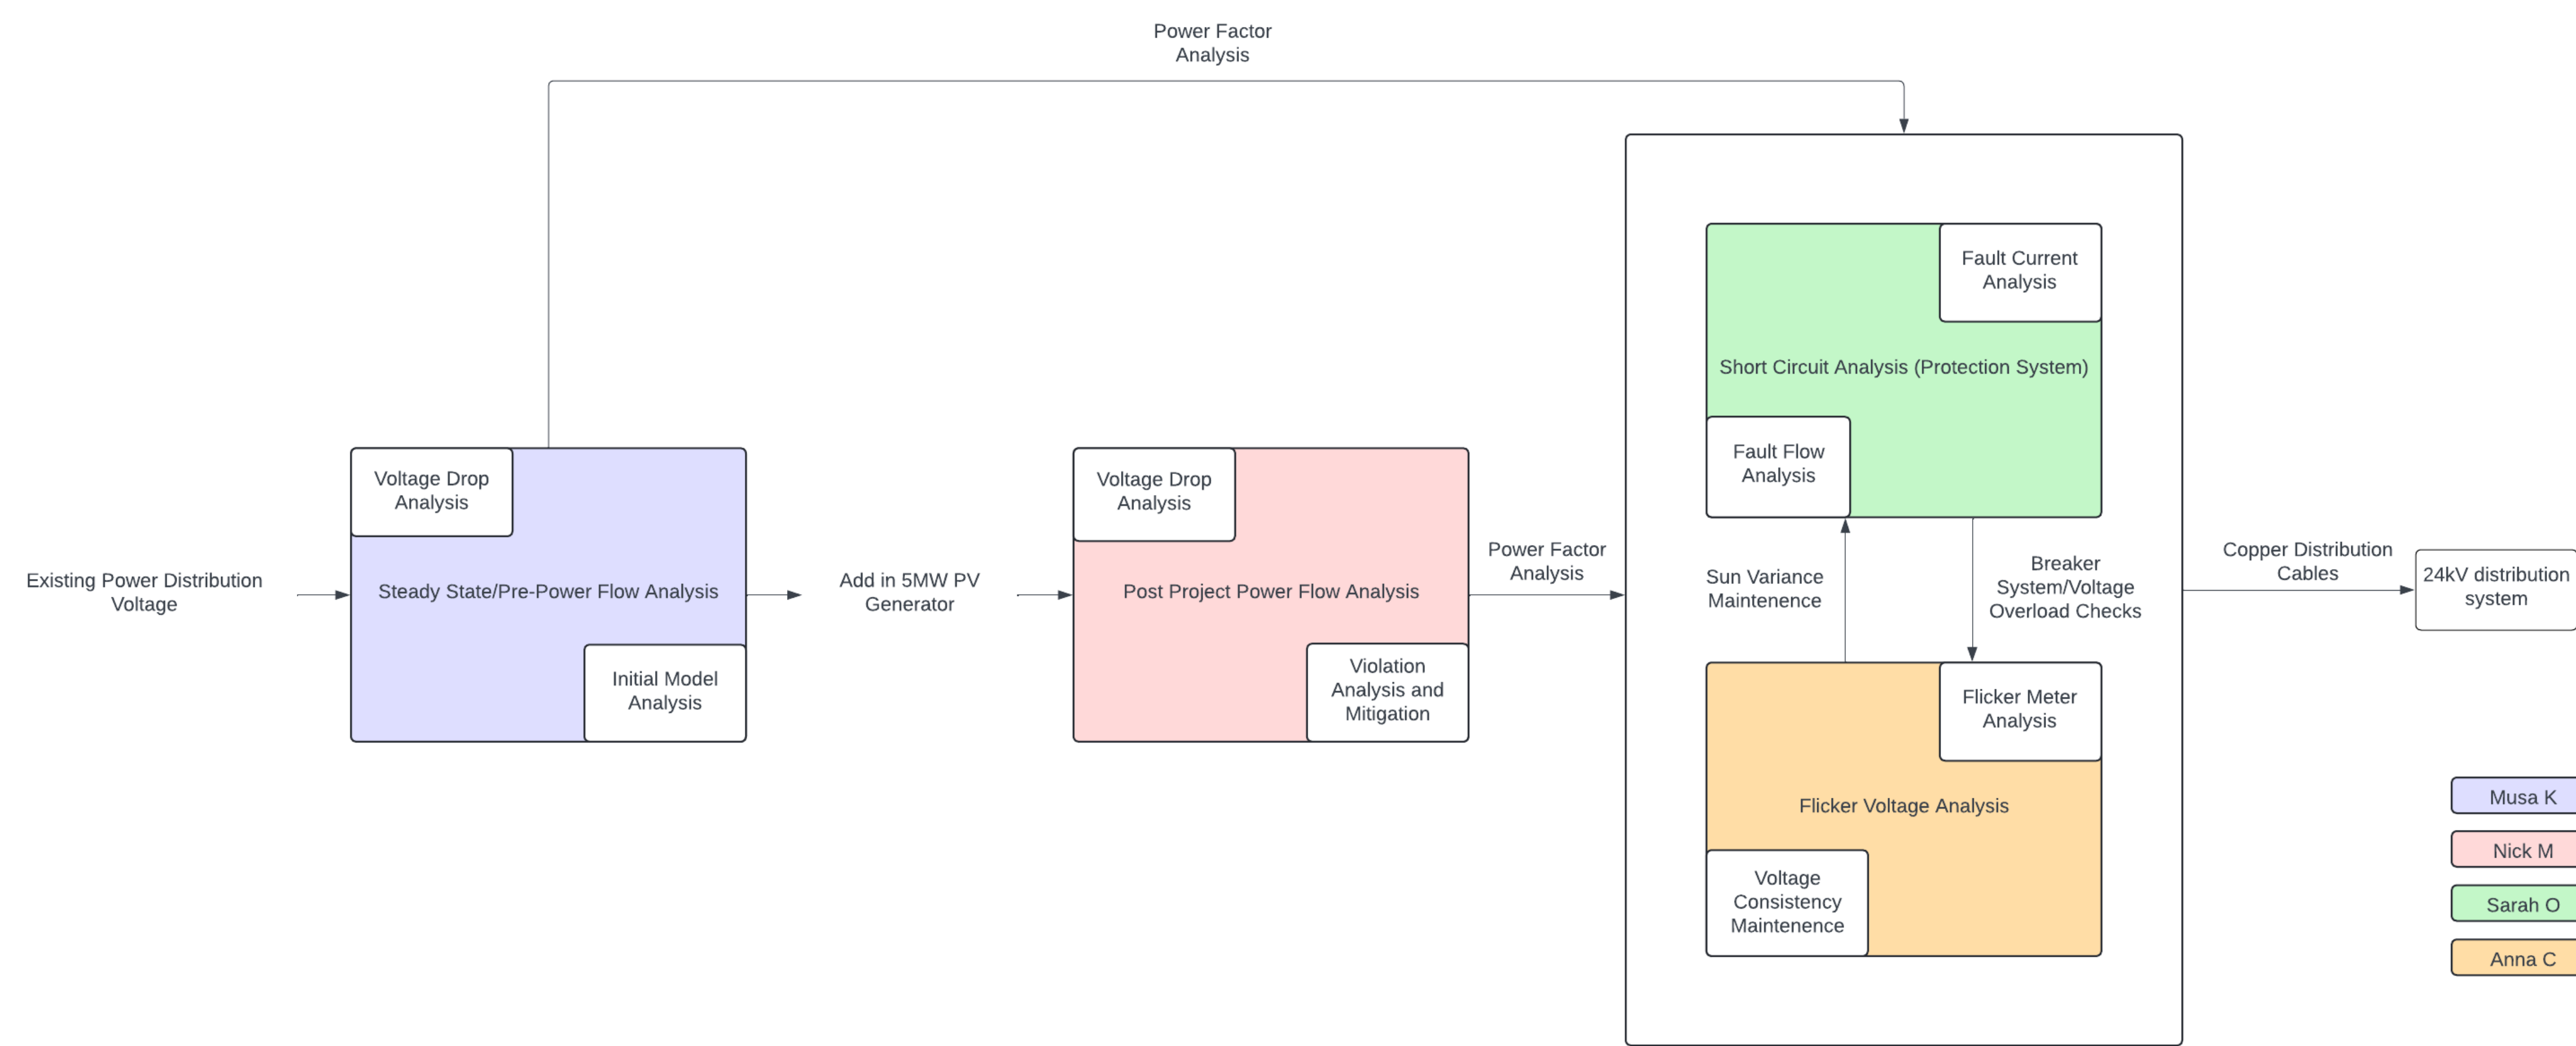 Power Factor
Analysis
Existing Power Distribution
Voltage
Voltage Drop
Analysis
Steady State/Pre-Power Flow Analysis
Initial Model
Analysis
Add in 5MW PV
Generator
Voltage Drop
Analysis
Post Project Power Flow Analysis
Violation
Analysis and
Mitigation
Power Factor
Analysis
Fault Current
Analysis
Short Circuit Analysis (Protection System)
Fault Flow
Analysis
Sun Variance
Maintenence
Breaker
System/Voltage
Overload Checks
Flicker Meter
Analysis
Flicker Voltage Analysis
Voltage
Consistency
Maintenence
Copper Distribution
Cables
24kV distribution
system
Musa K
Nick M
Sarah O
Anna C